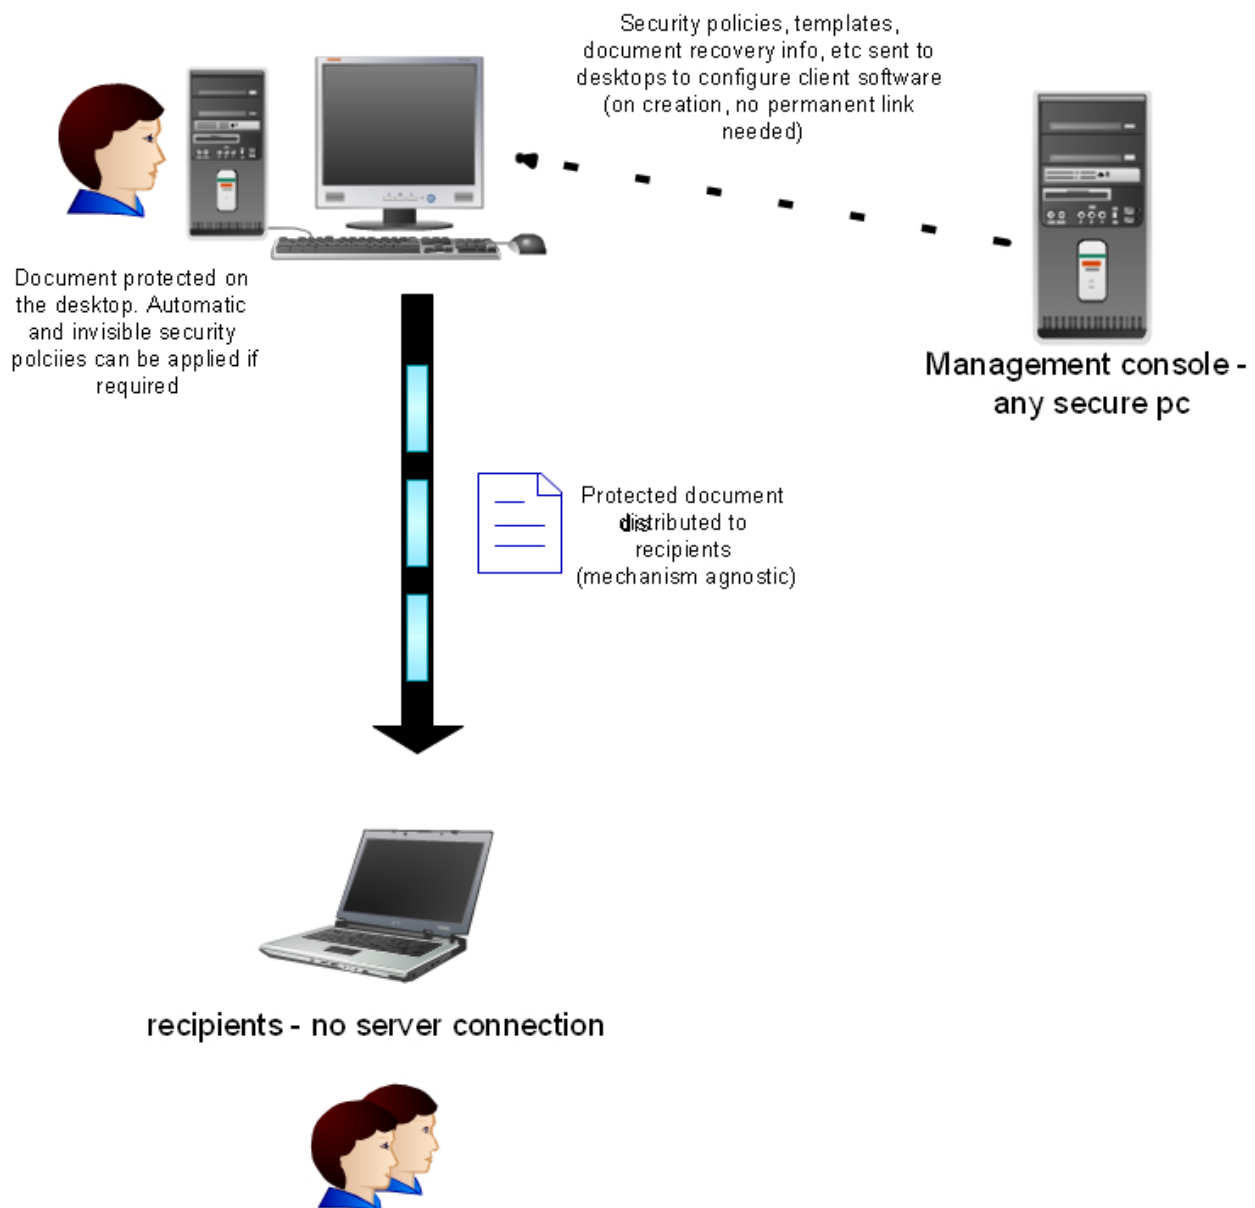 Security policies, templates,
document recovery info, etc sent to
desktops to configure client software
(on creation, no permanent link
needed)
Document protected on
the desktop. Automatic
and invisible security
polciies can be applied if
required
Management console -
any secure pc
Protected document
distributed to
recipients
(mechanism agnostic)
recipients - no server connection